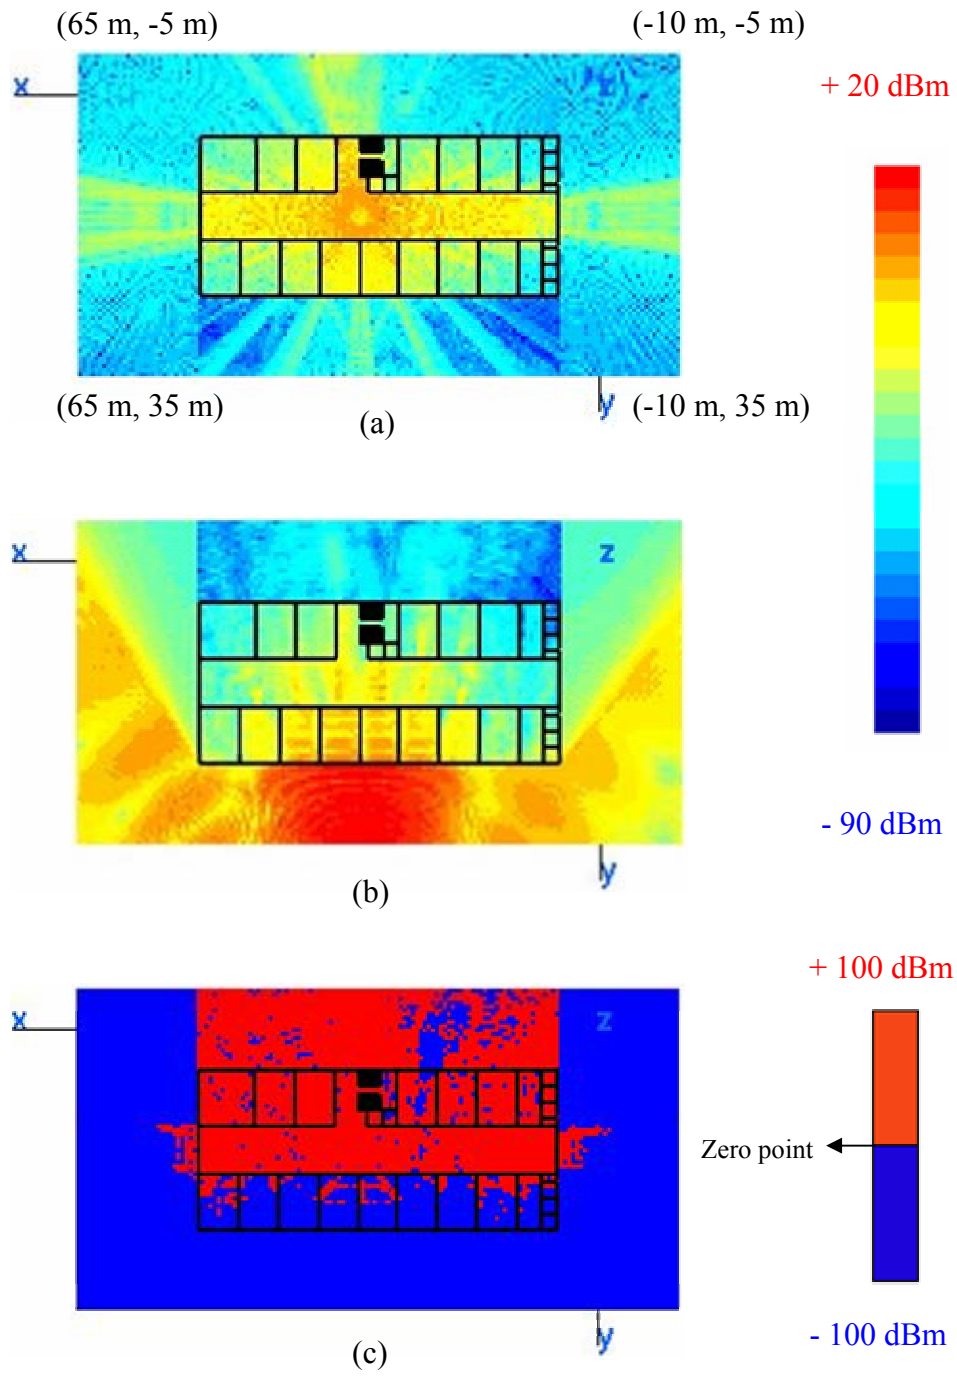 (65 m, -5 m)
(-10 m, -5 m)
x
z
+ 20 dBm
(65 m, 35 m)
y
(-10 m, 35 m)
(a)
x
z
- 90 dBm
y
(b)
+ 100 dBm
x
z
Zero point
y
- 100 dBm
(c)